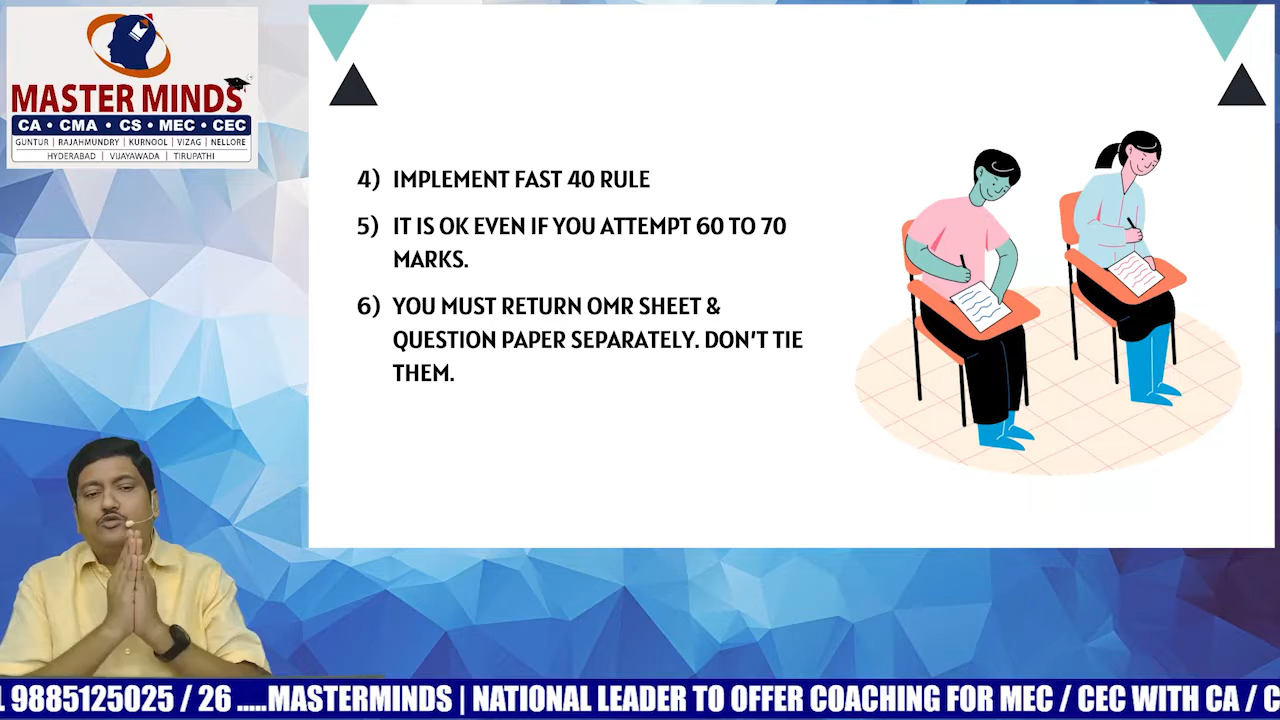 MASTER MINDS
CA • CMA • CS • MEC • CEC
GUNTUR | RAJAHMUNDRY | KURNOOL | VIZAG | NELLORE
HYDERABAD | VIJAYAWADA | TIRUPATHI
4) IMPLEMENT FAST 40 RULE
5) IT IS OK EVEN IF YOU ATTEMPT 60 TO 70
MARKS.
6) YOU MUST RETURN OMR SHEET &
QUESTION PAPER SEPARATELY. DON'T TIE
THEM.
L 9885125025 / 26 .....MASTERMINDS | NATIONAL LEADER TO OFFER COACHING FOR MEC / CEC WITH CA / C